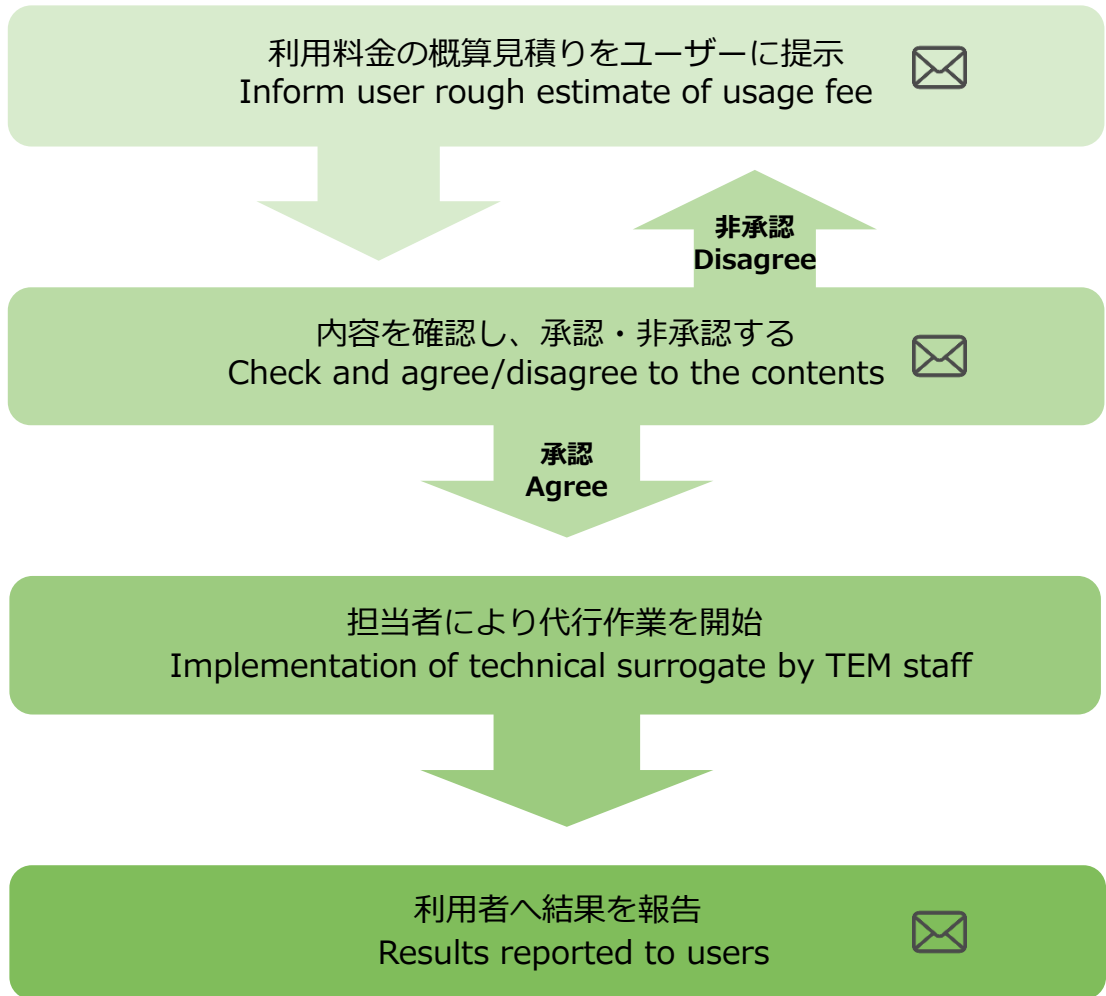 利用料金の概算見積りをユーザーに提示
Inform user rough estimate of usage fee
非承認
Disagree
内容を確認し、承認・非承認する
Check and agree/disagree to the contents
承認
Agree
担当者により代行作業を開始
Implementation of technical surrogate by TEM staff
利用者へ結果を報告
Results reported to users